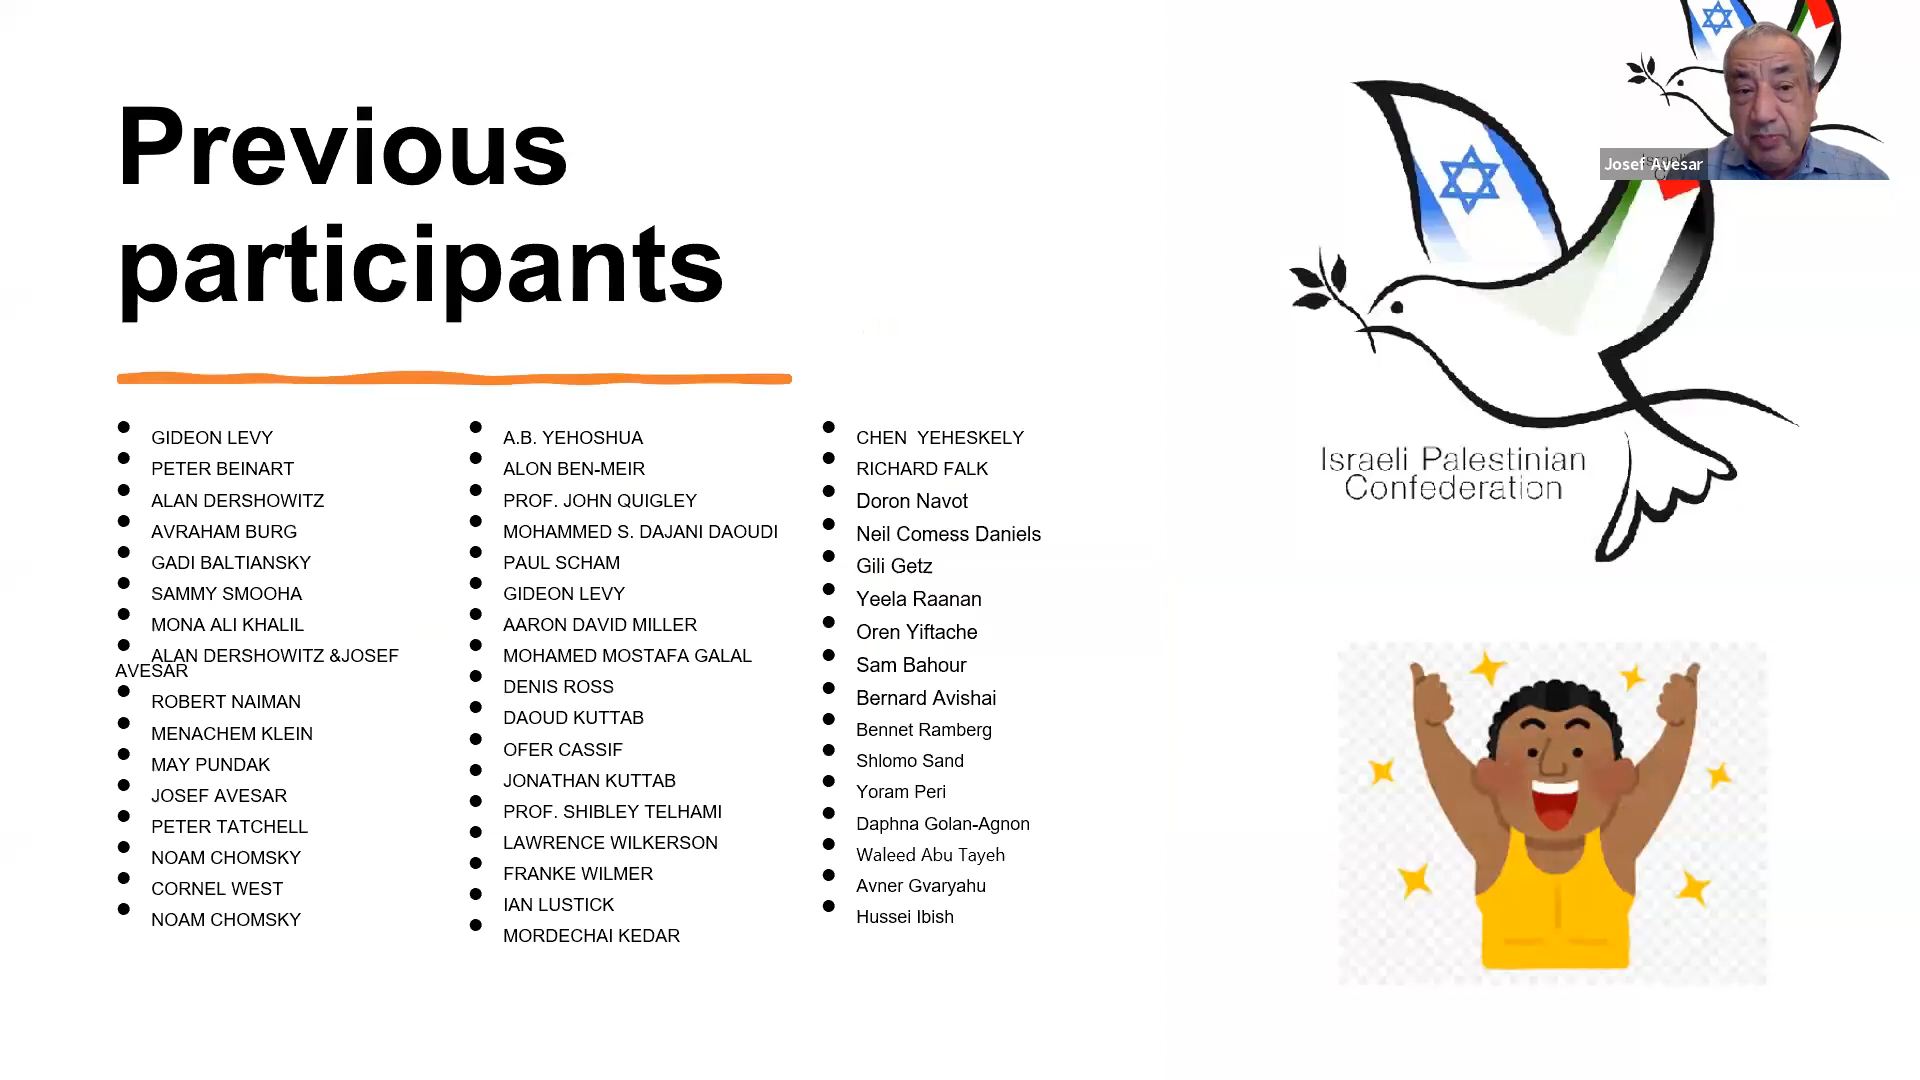 Previous
participants
GIDEON LEVY
PETER BEINART
ALAN DERSHOWITZ
AVRAHAM BURG
GADI BALTIANSKY
SAMMY SMOOHA
MONA ALI KHALIL
ALAN DERSHOWITZ &JOSEF
AVESAR
ROBERT NAIMAN
MENACHEM KLEIN
MAY PUNDAK
JOSEF AVESAR
PETER TATCHELL
NOAM CHOMSKY
CORNEL WEST
NOAM CHOMSKY
A.B. YEHOSHUA
ALON BEN-MEIR
PROF. JOHN QUIGLEY
MOHAMMED S. DAJANI DAOUDI
PAUL SCHAM
GIDEON LEVY
AARON DAVID MILLER
MOHAMED MOSTAFA GALAL
DENIS ROSS
DAOUD KUTTAB
OFER CASSIF
JONATHAN KUTTAB
PROF. SHIBLEY TELHAMI
LAWRENCE WILKERSON
FRANKE WILMER
IAN LUSTICK
MORDECHAI KEDAR
CHEN YEHESKELY
RICHARD FALK
Doron Navot
Neil Comess Daniels
Gili Getz
Yeela Raanan
Oren Yiftache
Sam Bahour
Bernard Avishai
Bennet Ramberg
Shlomo Sand
Yoram Peri
Daphna Golan-Agnon
Waleed Abu Tayeh
Avner Gvaryahu
Hussei Ibish
Josef Avesar
Israeli Palestinian
Confederation